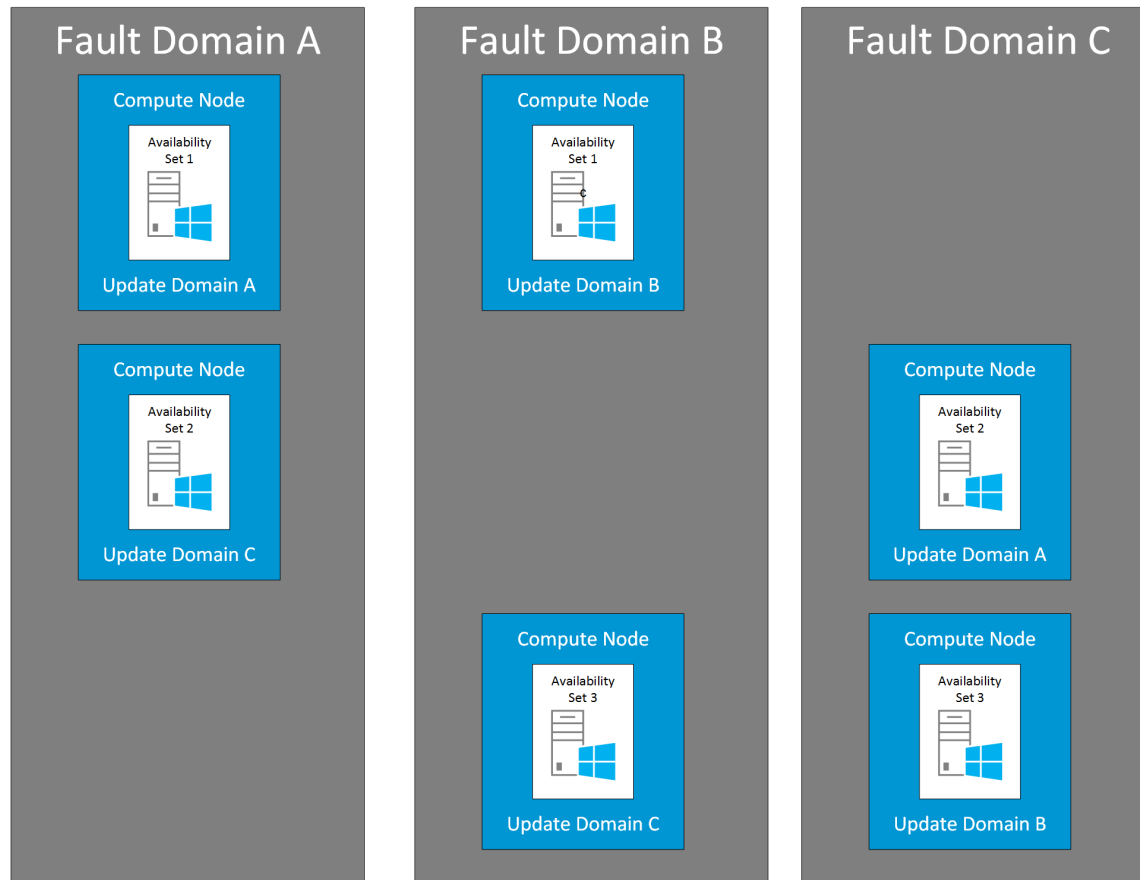 Fault Domain A
Compute Node
Availability
Set 1
Update Domain A
Compute Node
Availability
Set 2
Update Domain C
Fault Domain B
Compute Node
Availability
Set 1
c
Update Domain B
Compute Node
Availability
Set 3
Update Domain C
Fault Domain C
Compute Node
Availability
Set 2
Update Domain A
Compute Node
Availability
Set 3
Update Domain B